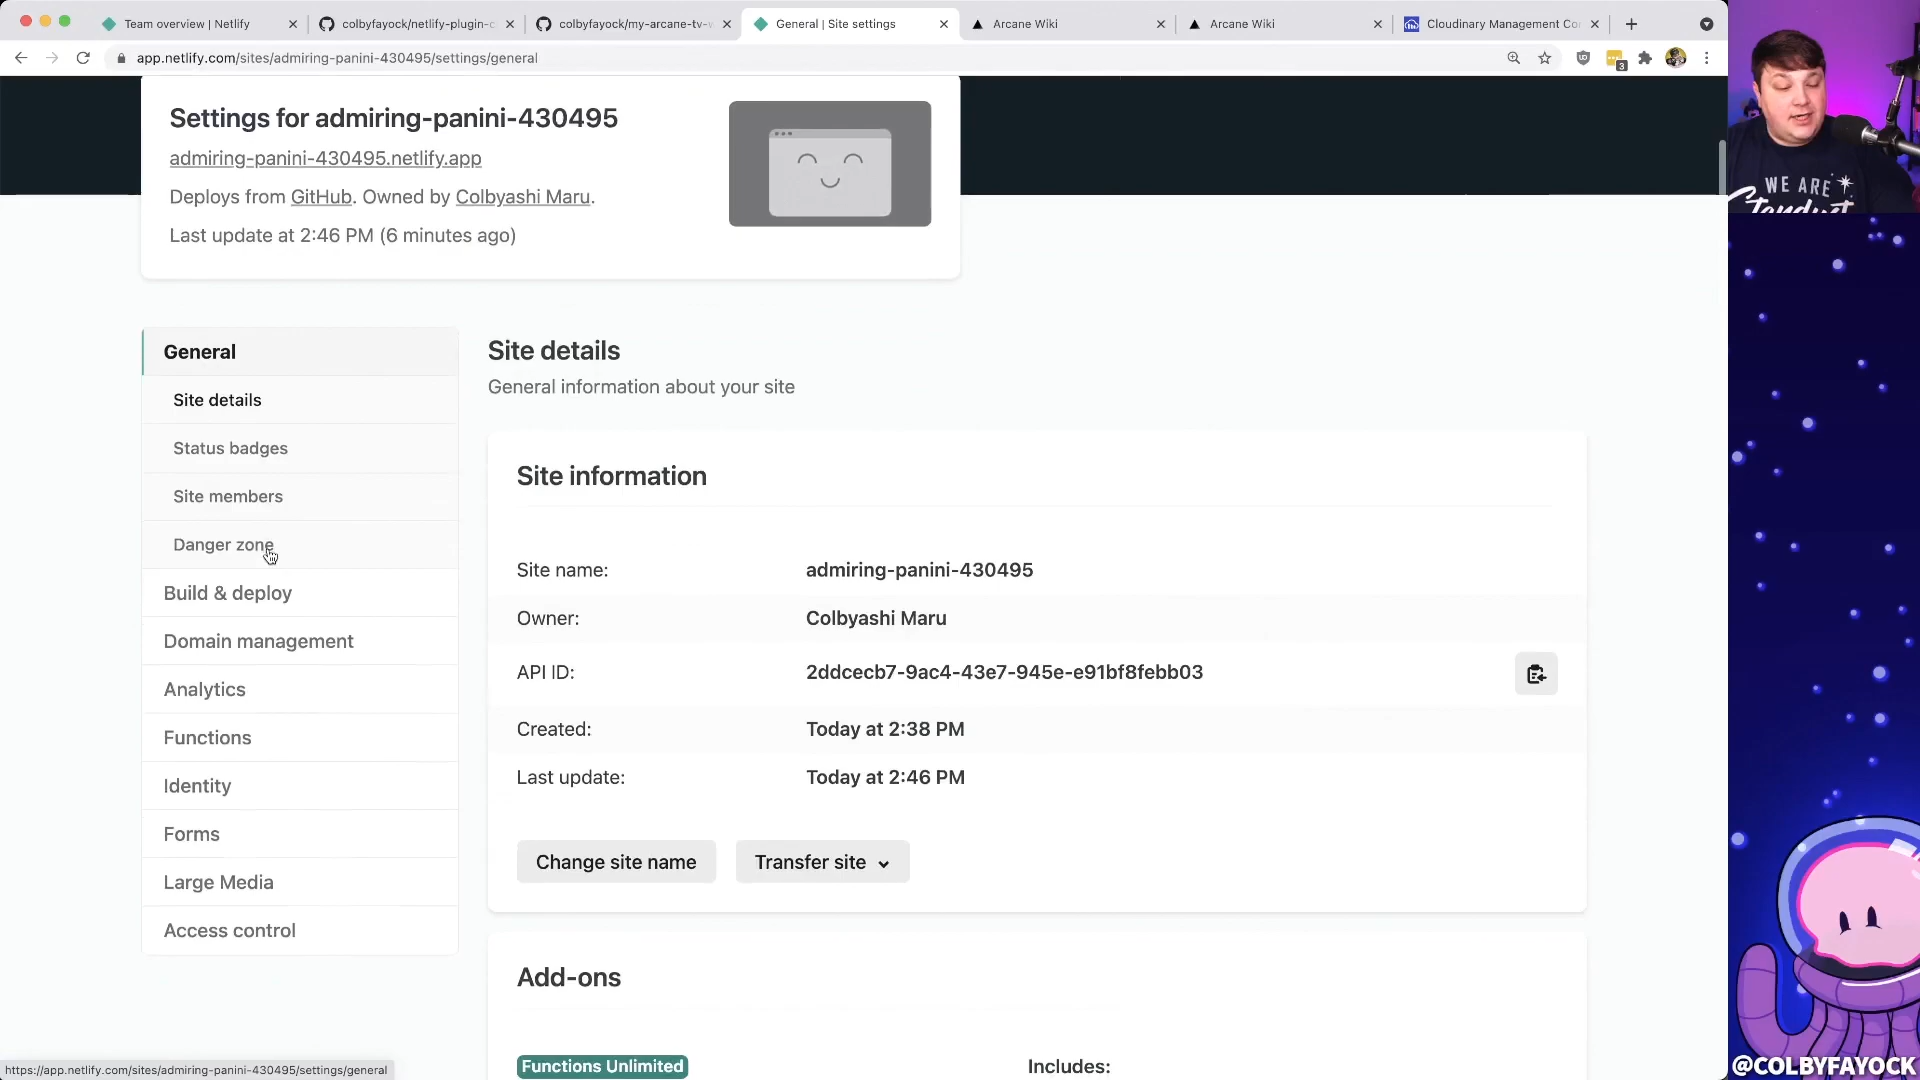 Team overview | Netlify
colbyfayock/netlify-plugin-c
colbyfayock/my-arcane-tv-w
General | Site settings
Arcane Wiki
Arcane Wiki
Cloudinary Management Co
app.netlify.com/sites/admiring-panini-430495/settings/general
3
Settings for admiring-panini-430495
admiring-panini-430495.netlify.app
Deploys from GitHub. Owned by Colbyashi Maru.
Last update at 2:46 PM (6 minutes ago)
WE ARE
General
Site details
Status badges
Site members
Danger zone
Build & deploy
Domain management
Analytics
Functions
Identity
Forms
Large Media
Access control
Site details
General information about your site
Site information
Site name: admiring-panini-430495
Owner: Colbyashi Maru
API ID: 2ddcecb7-9ac4-43e7-945e-e91bf8febb03
Created: Today at 2:38 PM
Last update: Today at 2:46 PM
Change site name
Transfer site
Add-ons
Functions Unlimited
Includes:
https://app.netlify.com/sites/admiring-panini-430495/settings/general
@COLBYFAYOCK